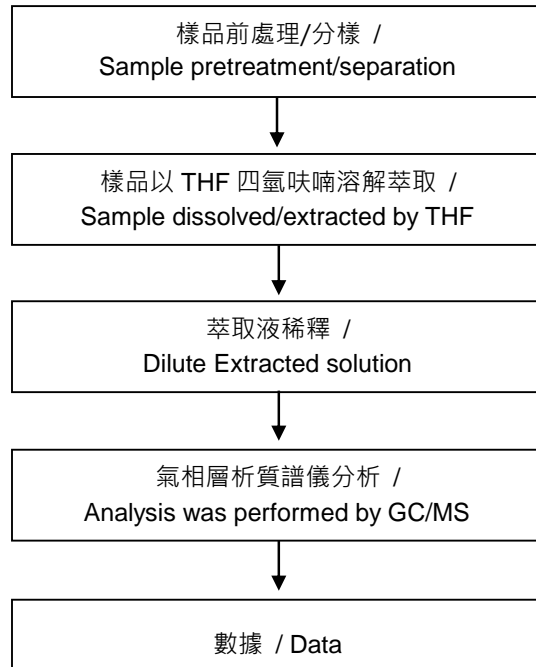 樣品前處理/分樣 /
Sample pretreatment/separation
樣品以 THF 四氫呋喃溶解萃取 /
Sample dissolved/extracted by THF
萃取液稀釋 /
Dilute Extracted solution
氣相層析質譜儀分析 /
Analysis was performed by GC/MS
數據 / Data